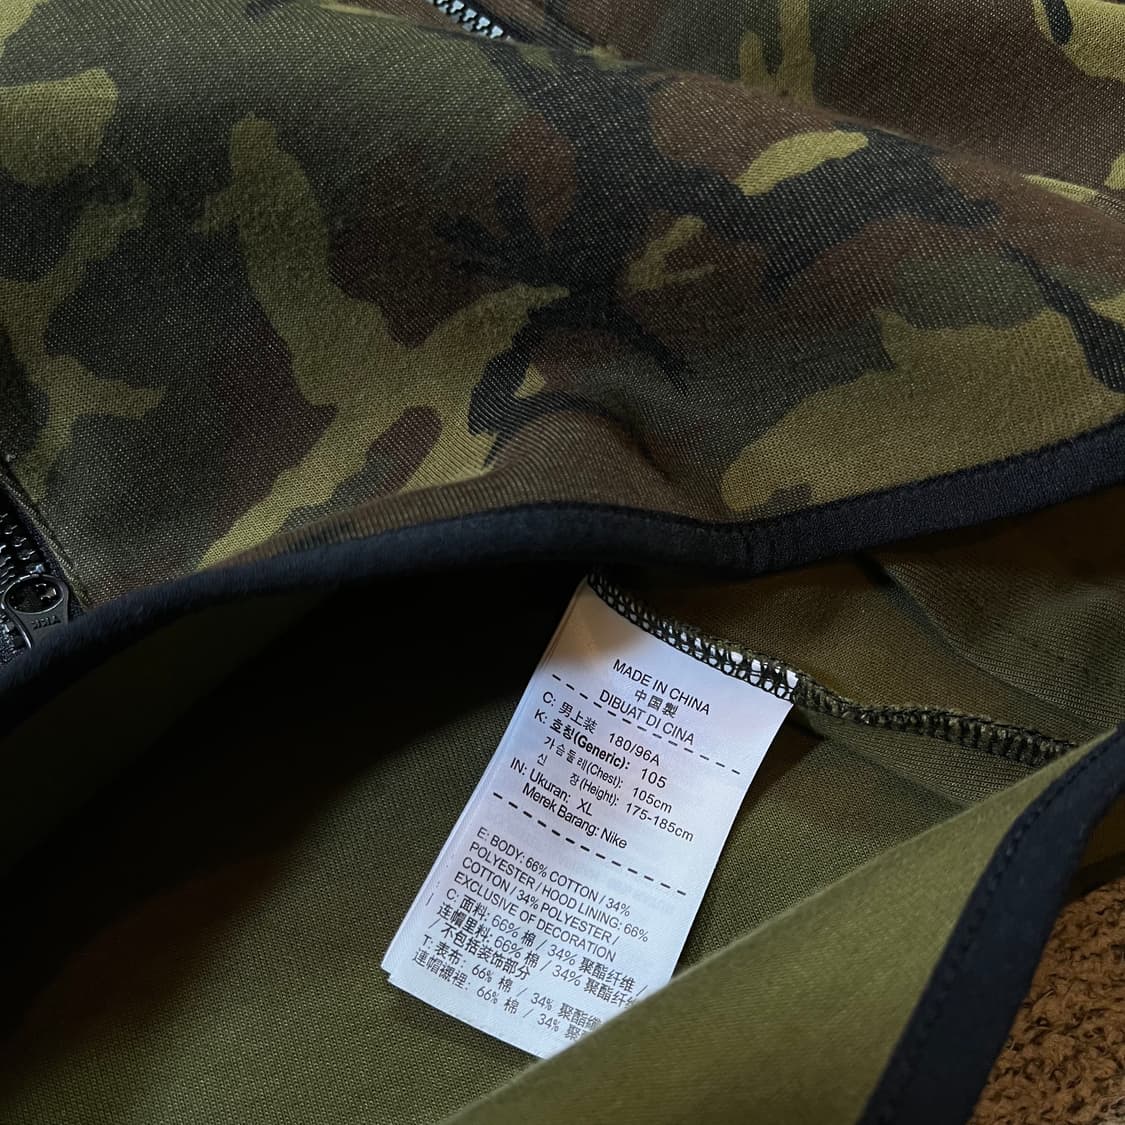 MADE IN CHINA
中国製
DIBUAT DI CINA
C: 男上装 180/96A
K: 호칭(Generic): 105
가슴둘레(Chest): 105cm
신 장(Height): 175-185cm
IN: Ukuran: XL
Merek Barang: Nike
E: BODY: 66% COTTON / 34%
POLYESTER / HOOD LINING: 66%
COTTON / 34% POLYESTER /
EXCLUSIVE OF DECORATION
C: 面料: 66% 棉 / 34% 聚酯纤维 /
连帽里料: 66% 棉 / 34% 聚酯纤维
/ 不包括装饰部分
T: 表布: 66% 棉 / 34% 聚酯纖
連帽襯裡: 66% 棉 / 34% 聚
YKK